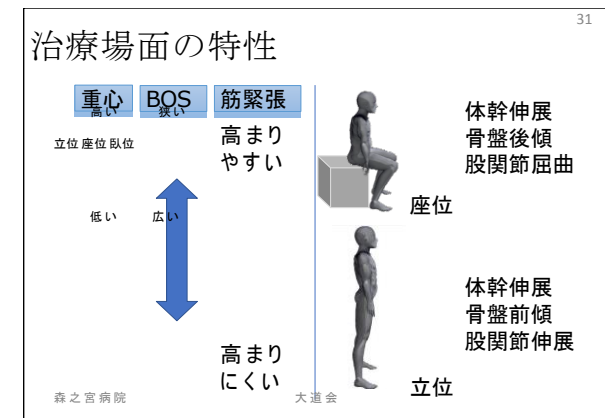 31
治療場面の特性
重心 BOS 筋緊張
高い 狭い
立位 座位 臥位
高まり
やすい
低い 広い
高まり
にくい
体幹伸展
骨盤後傾
股関節屈曲
座位
体幹伸展
骨盤前傾
股関節伸展
立位
森之宮病院 大道会